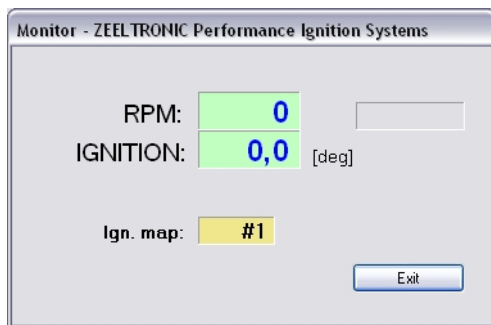 Monitor - ZEELTRONIC Performance Ignition Systems
RPM: 0
IGNITION: 0,0 [deg]
Ign. map: #1
Exit